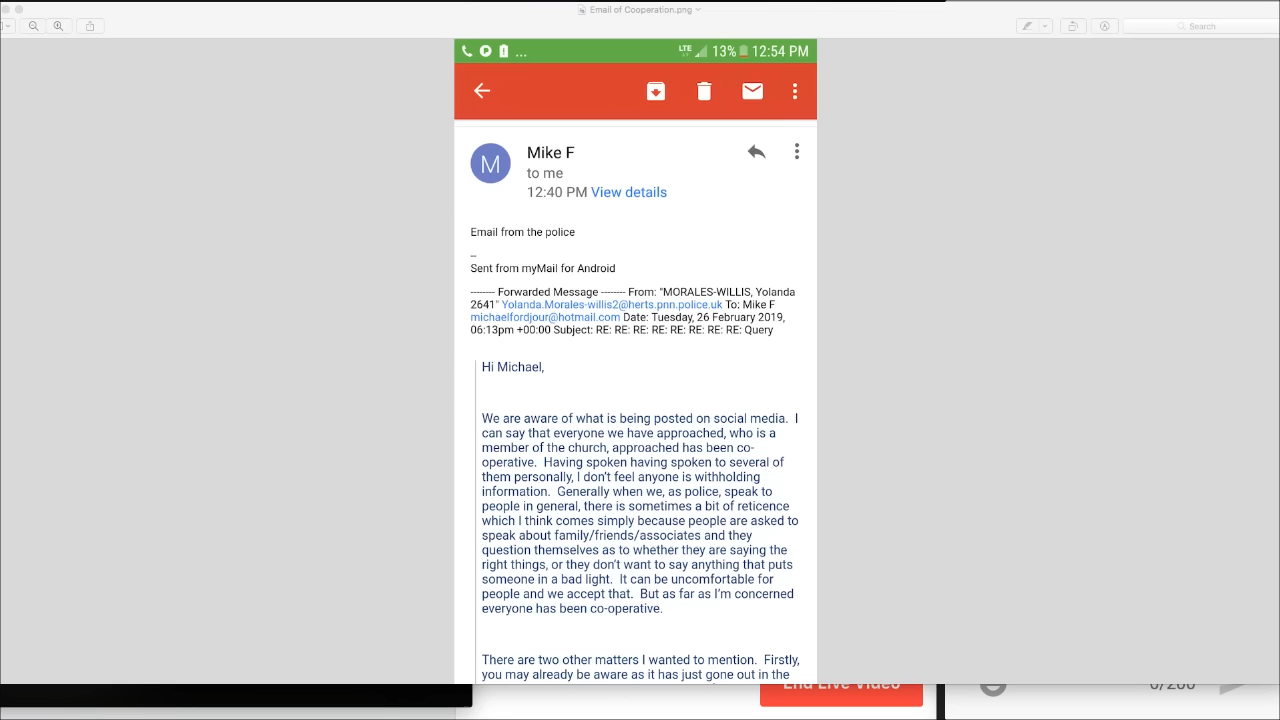 Email of Cooperation.png
Search
... LTE 13% 12:54 PM
M
Mike F
to me
12:40 PM View details
Email from the police
--
Sent from myMail for Android
-------- Forwarded Message -------- From: "MORALES-WILLIS, Yolanda
2641" Yolanda.Morales-willis2@herts.pnn.police.uk To: Mike F
michaelfordjour@hotmail.com Date: Tuesday, 26 February 2019,
06:13pm +00:00 Subject: RE: RE: RE: RE: RE: RE: RE: RE: Query
Hi Michael,
We are aware of what is being posted on social media.  I
can say that everyone we have approached, who is a
member of the church, approached has been co-
operative.  Having spoken having spoken to several of
them personally, I don't feel anyone is withholding
information.  Generally when we, as police, speak to
people in general, there is sometimes a bit of reticence
which I think comes simply because people are asked to
speak about family/friends/associates and they
question themselves as to whether they are saying the
right things, or they don't want to say anything that puts
someone in a bad light.  It can be uncomfortable for
people and we accept that.  But as far as I'm concerned
everyone has been co-operative.
There are two other matters I wanted to mention.  Firstly,
you may already be aware as it has just gone out in the
End Live Video
0/200